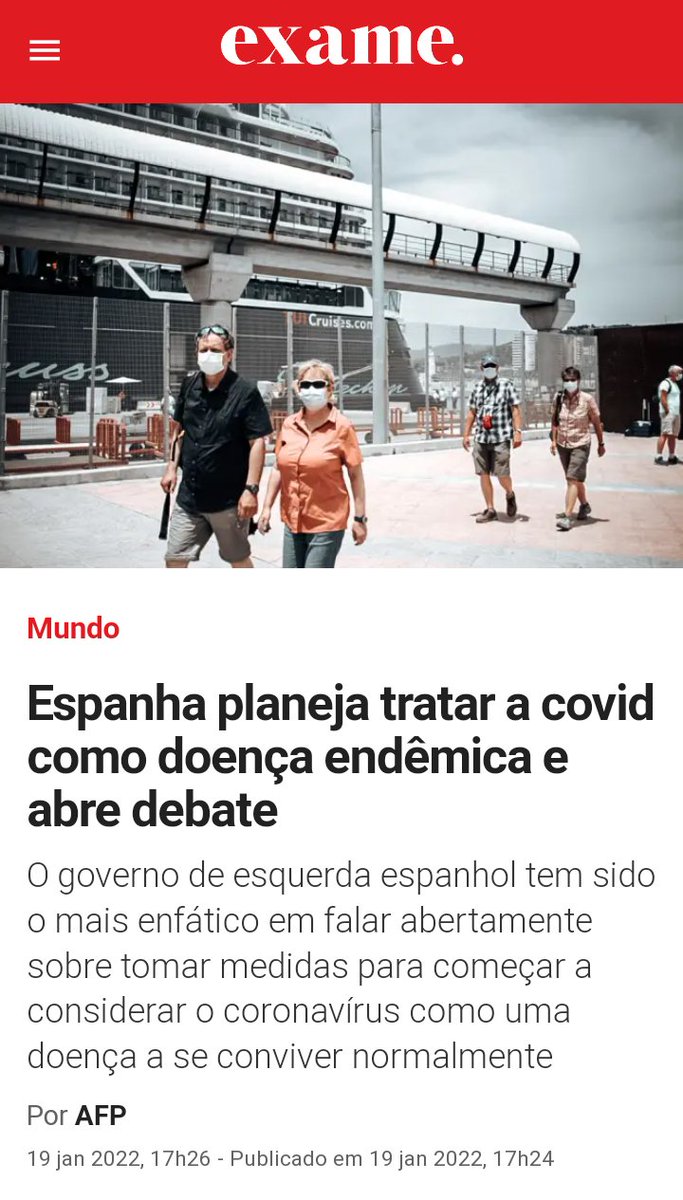 exame.
Cruises.com
Mundo
Espanha planeja tratar a covid
como doença endêmica e
abre debate
O governo de esquerda espanhol tem sido
o mais enfático em falar abertamente
sobre tomar medidas para começar a
considerar o coronavírus como uma
doença a se conviver normalmente
Por AFP
19 jan 2022, 17h26 - Publicado em 19 jan 2022, 17h24